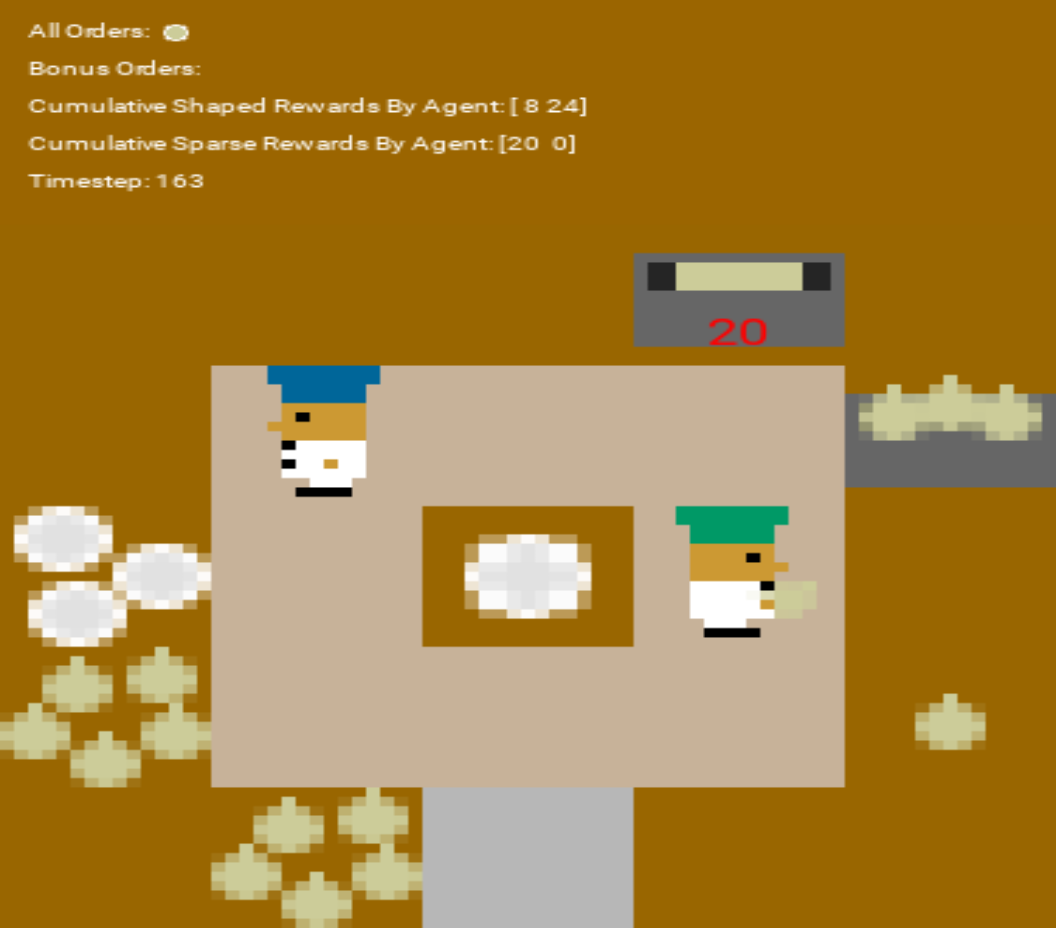 All Orders:
Bonus Orders:
Cumulative Shaped Rewards By Agent: [ 8 24]
Cumulative Sparse Rewards By Agent: [20  0]
Timestep: 163
20